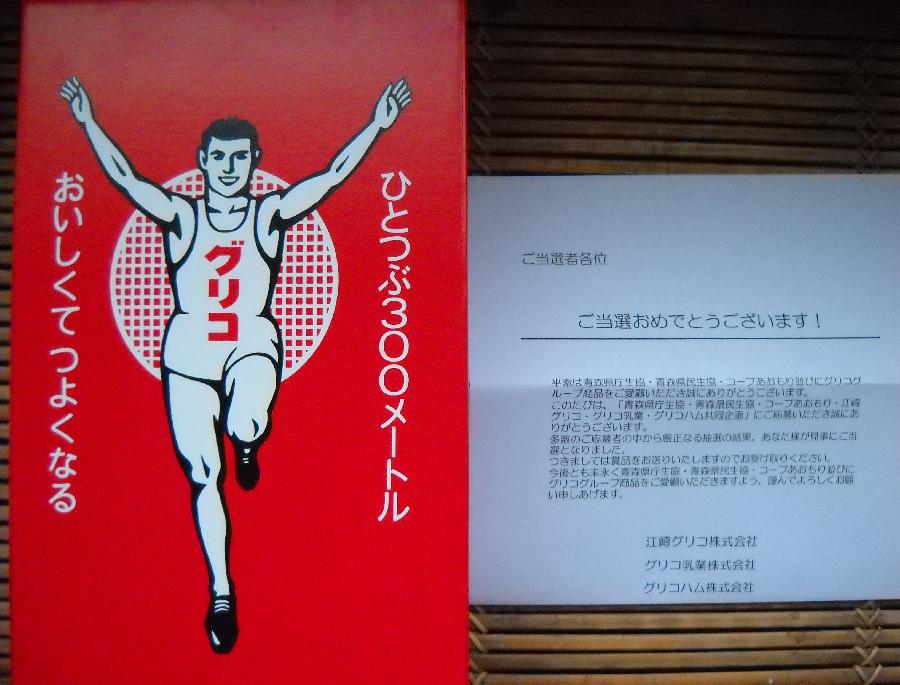 ひとつぶ300メートル
おいしくてつよくなる
グリコ
ご当選者各位
ご当選おめでとうございます！
平素は青森県庁生協・青森県民生協・コープあおもり並びにグリコグ
ループ商品をご愛顧いただき誠にありがとうございます。
このたびは、「青森県庁生協・青森県民生協・コープあおもり・江崎
グリコ・グリコ乳業・グリコハム共同企画」にご応募いただき誠にあ
りがとうございます。
多数のご応募者の中から厳正なる抽選の結果、あなた様が見事にご当
選となりました。
つきましては賞品をお送りいたしますのでお受け取りください。
今後とも末永く青森県庁生協・青森県民生協・コープあおもり並びに
グリコグループ商品をご愛顧いただきますよう、謹んでよろしくお願
い申しあげます。
江崎グリコ株式会社
グリコ乳業株式会社
グリコハム株式会社